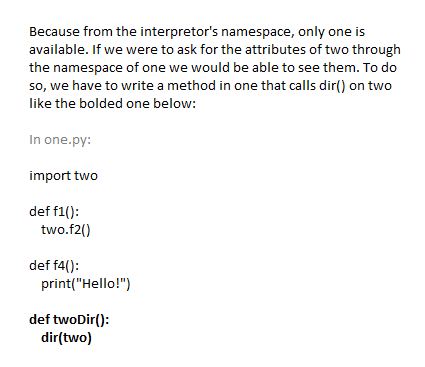 Because from the interpretor's namespace, only one is
available. If we were to ask for the attributes of two through
the namespace of one we would be able to see them. To do
so, we have to write a method in one that calls dir() on two
like the bolded one below:
In one.py:
import two
def f1():
two.f2()
def f4():
print("Hello!")
def twoDir():
dir(two)